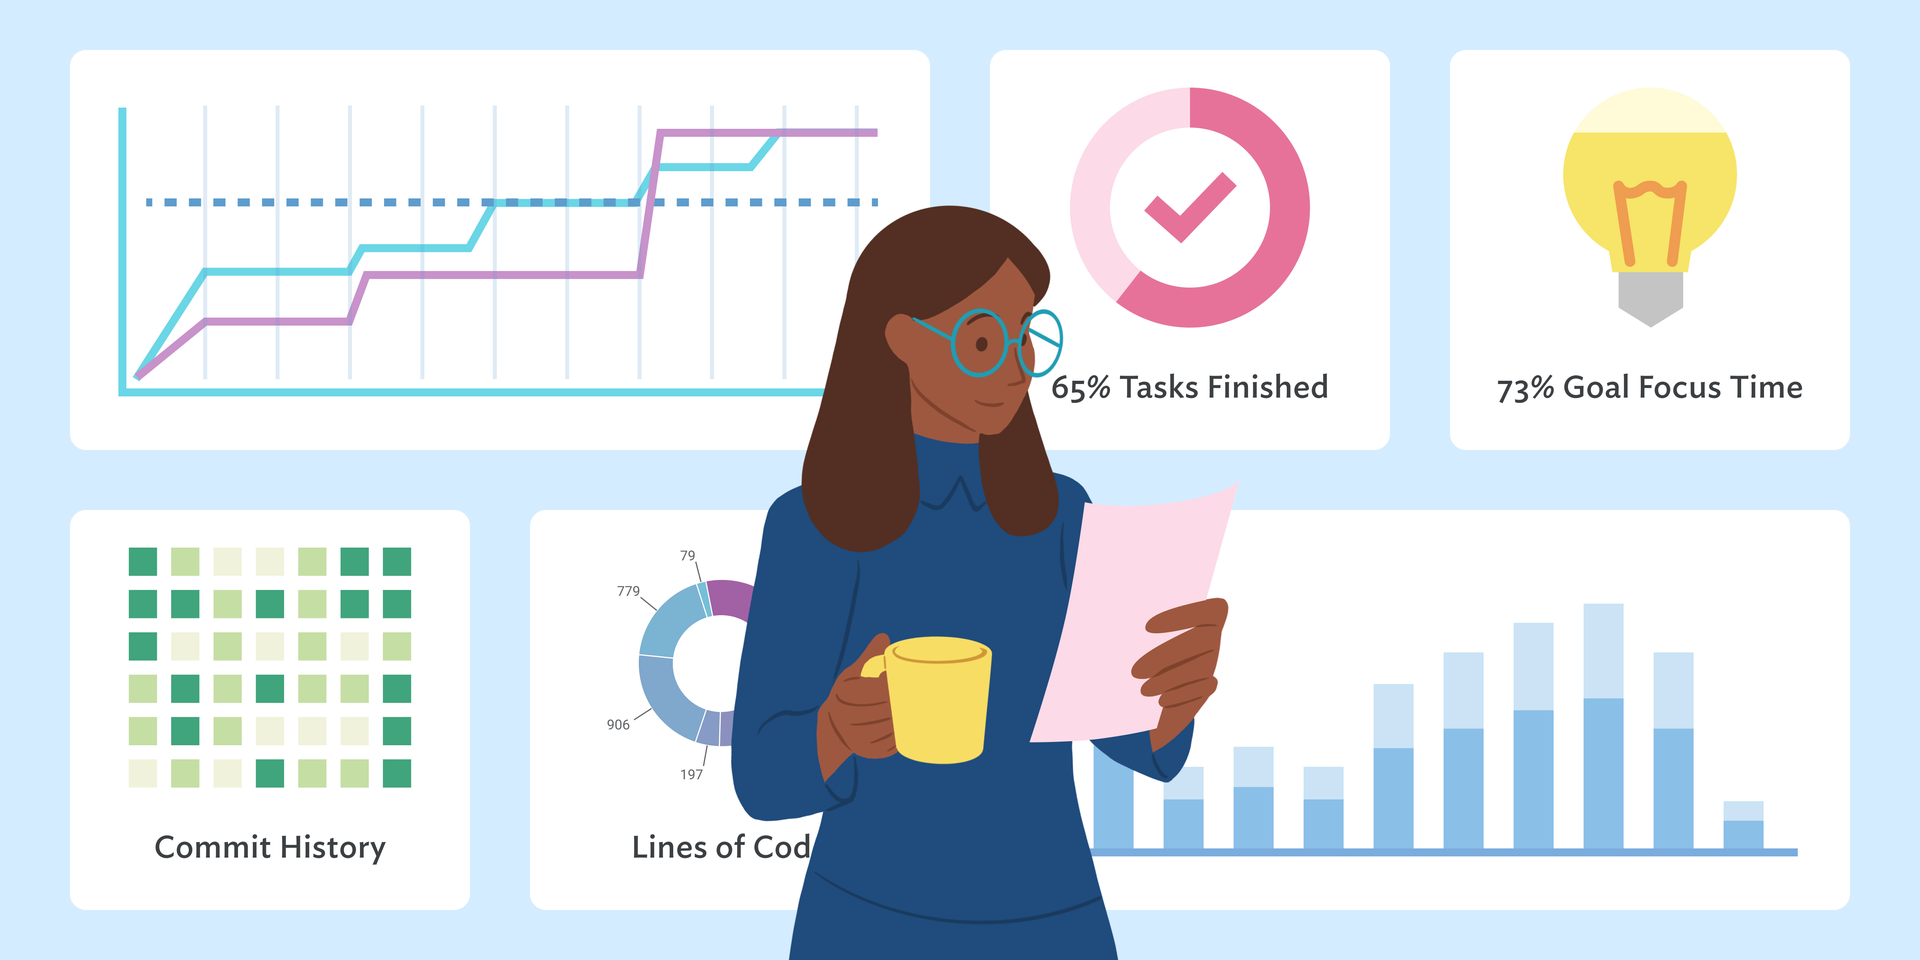 65% Tasks Finished
73% Goal Focus Time
79
779
906
197
Commit History
Lines of Cod